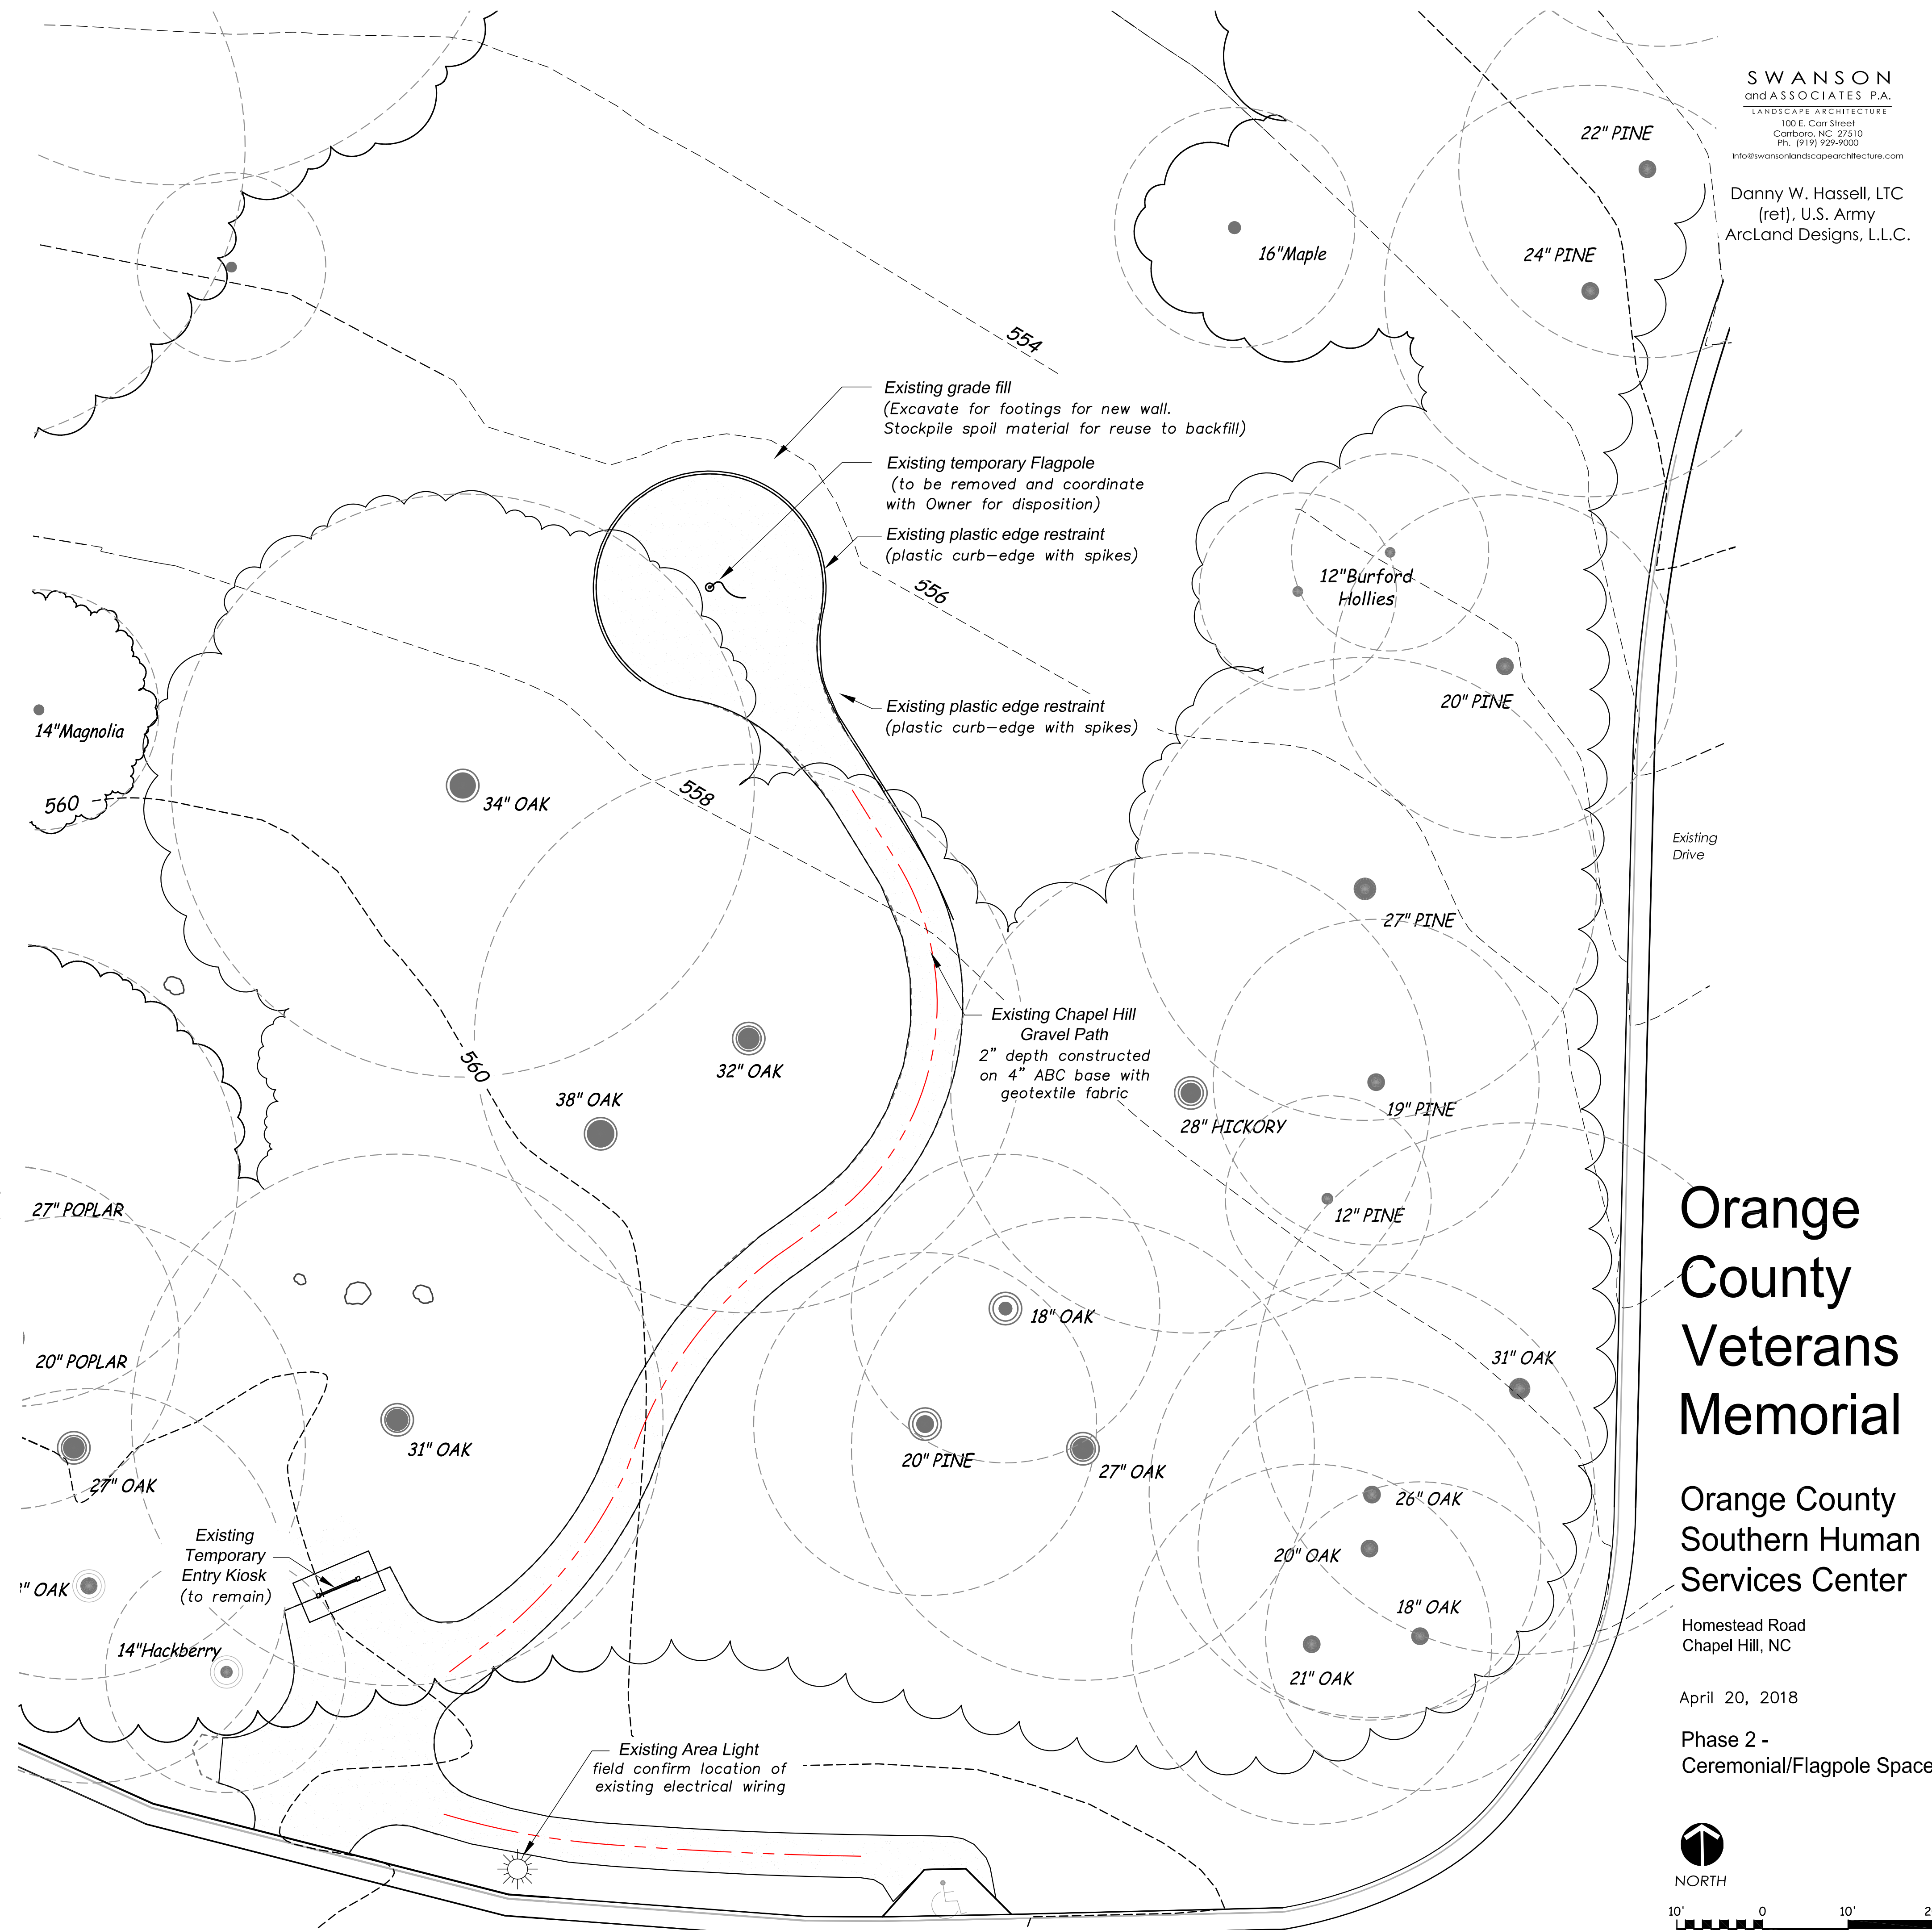 SWANSON
and ASSOCIATES P.A.
LANDSCAPE ARCHITECTURE
100 E. Carr Street
Carrboro, NC 27510
Ph. (919) 929-9000
info@swansonlandscapearchitecture.com
Danny W. Hassell, LTC
(ret), U.S. Army
ArcLand Designs, L.L.C.
22" PINE
24" PINE
16"Maple
554
Existing grade fill
(Excavate for footings for new wall.
Stockpile spoil material for reuse to backfill)
Existing temporary Flagpole
(to be removed and coordinate
with Owner for disposition)
Existing plastic edge restraint
(plastic curb-edge with spikes)
556
12"Burford
Hollies
20" PINE
Existing plastic edge restraint
(plastic curb-edge with spikes)
14"Magnolia
560
34" OAK
558
Existing
Drive
27" PINE
Existing Chapel Hill
Gravel Path
2" depth constructed
on 4" ABC base with
geotextile fabric
560
32" OAK
38" OAK
28" HICKORY
19" PINE
12" PINE
27" POPLAR
20" POPLAR
18" OAK
31" OAK
31" OAK
20" PINE
27" OAK
27" OAK
26" OAK
20" OAK
18" OAK
21" OAK
Existing
Temporary
Entry Kiosk
(to remain)
" OAK
14"Hackberry
Existing Area Light
field confirm location of
existing electrical wiring
Orange
County
Veterans
Memorial
Orange County
Southern Human
Services Center
Homestead Road
Chapel Hill, NC
April 20, 2018
Phase 2 -
Ceremonial/Flagpole Space
NORTH
10' 0 10'